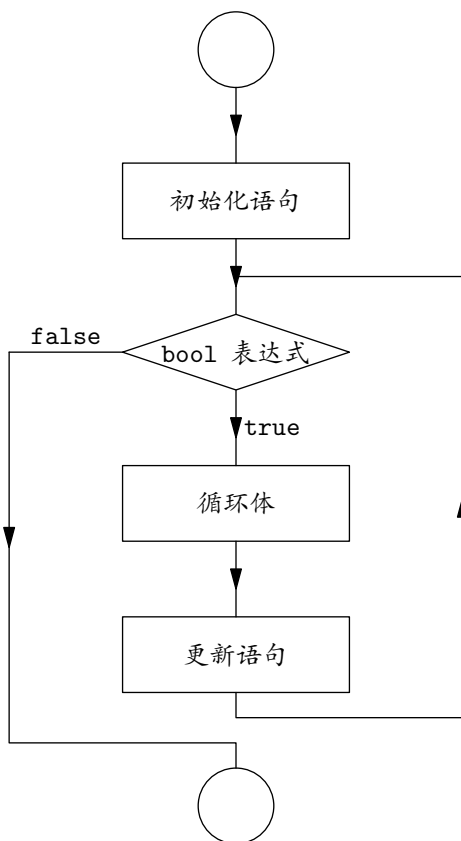 初始化语句
false
bool 表达式
true
循环体
更新语句